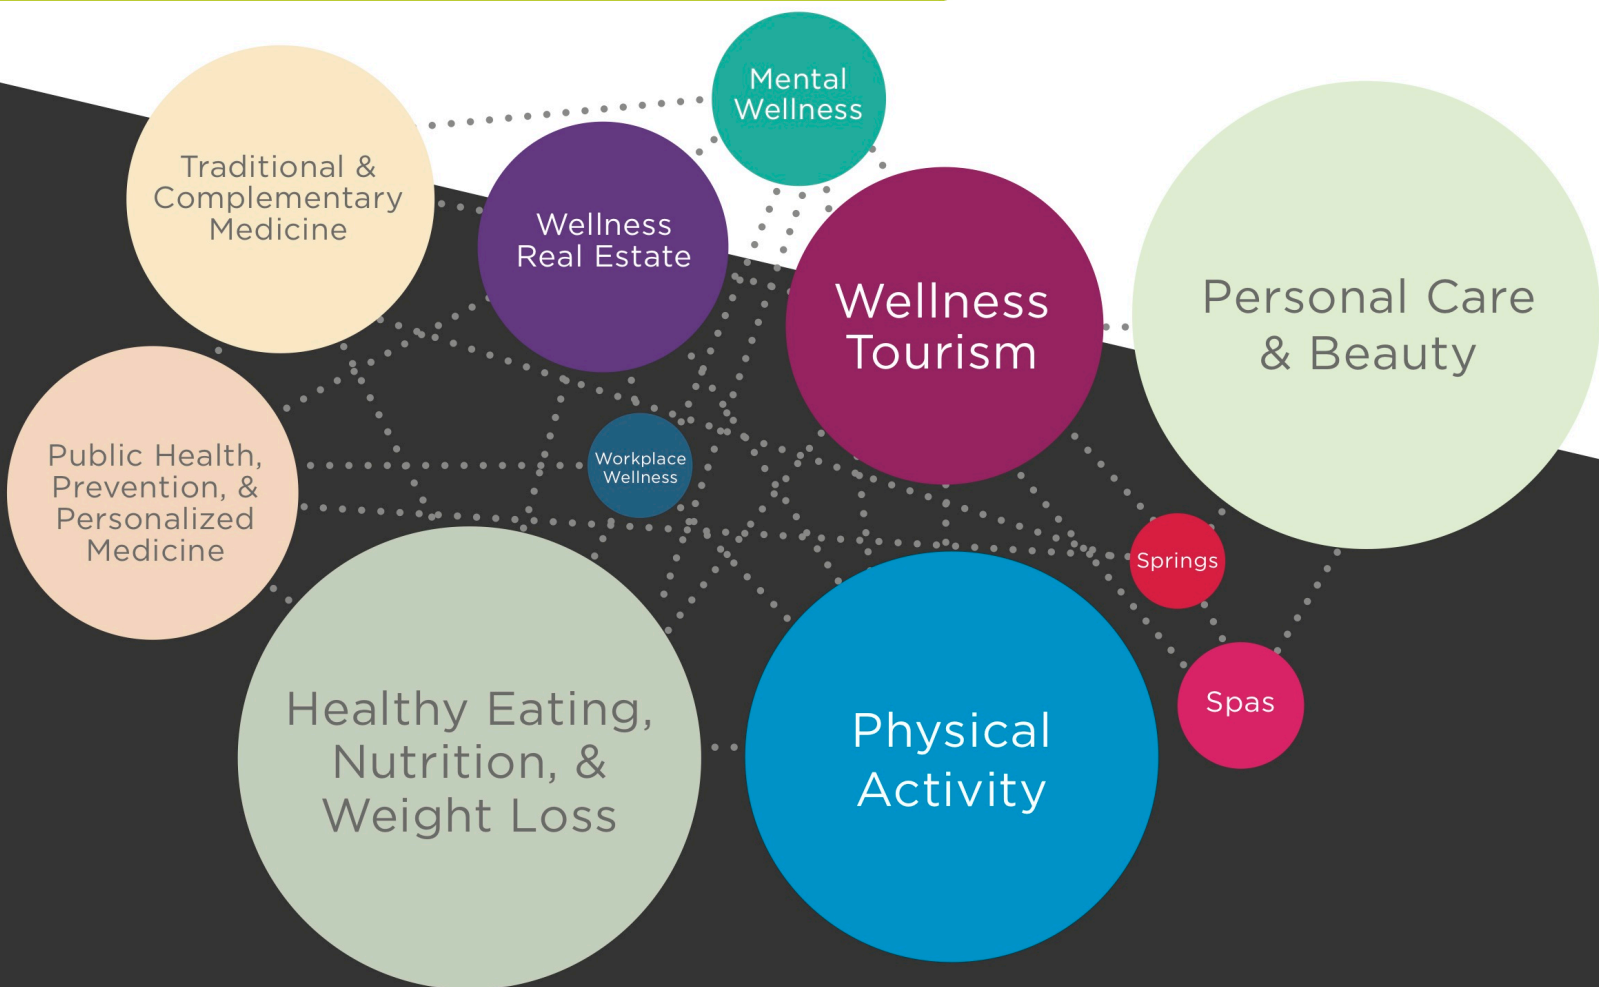 Mental
Wellness
Traditional &
Complementary
Medicine
Wellness
Real Estate
Wellness
Tourism
Personal Care
& Beauty
Public Health,
Prevention, &
Personalized
Medicine
Workplace
Wellness
Springs
Spas
Healthy Eating,
Nutrition, &
Weight Loss
Physical
Activity